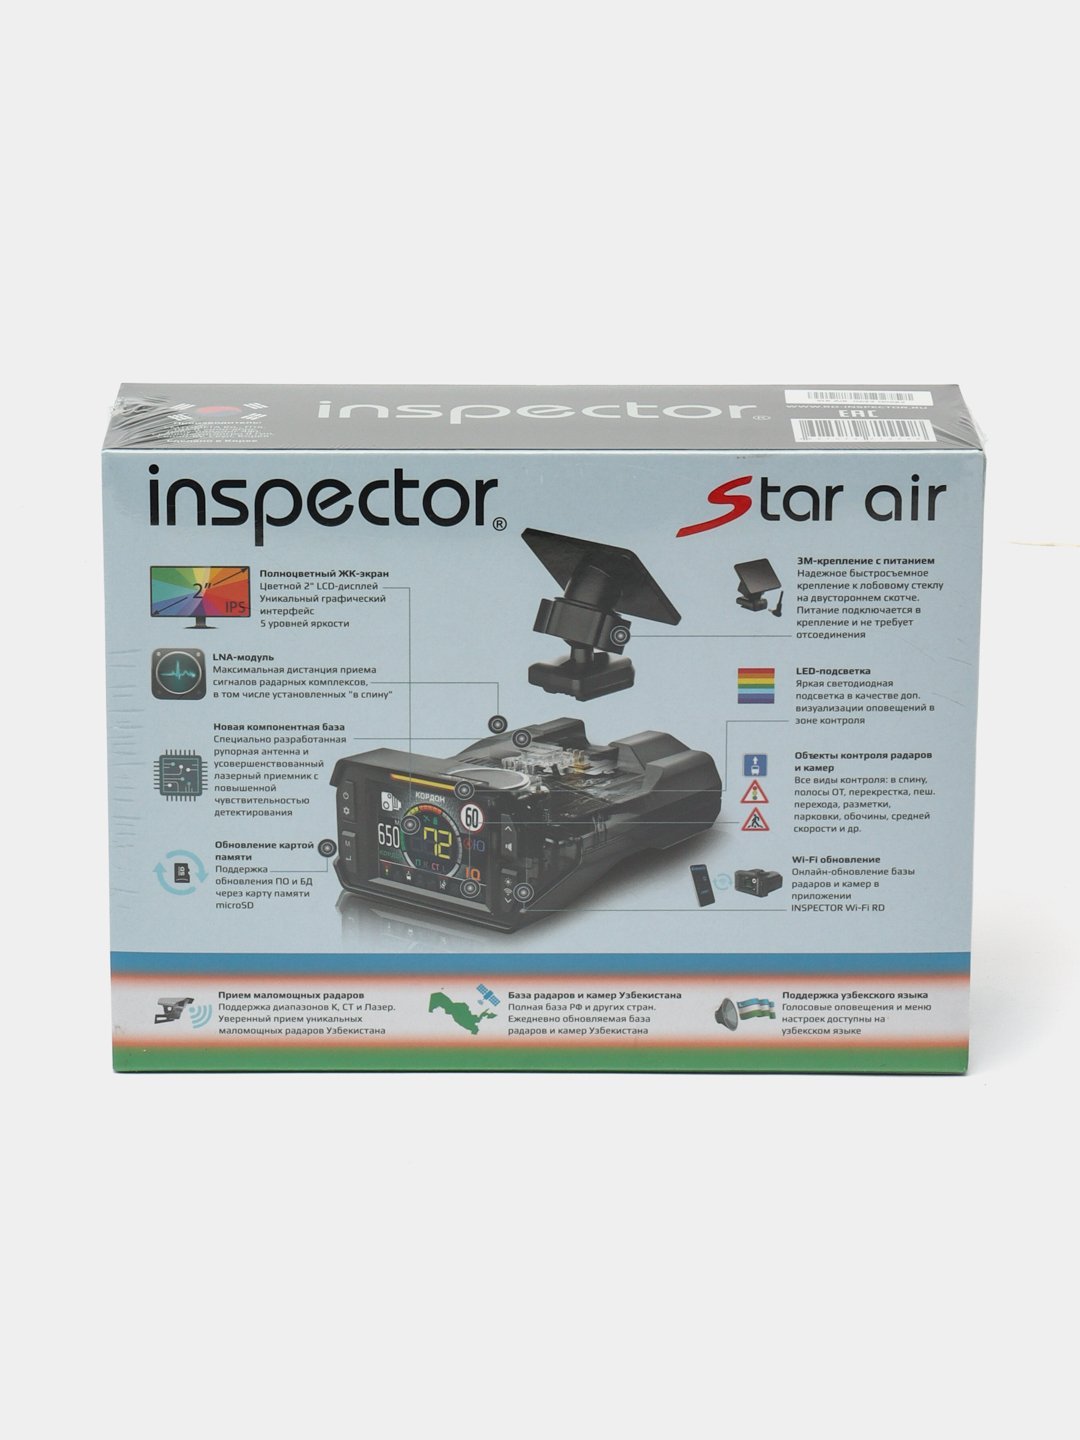 inspector®
WWW.RD-INSPECTOR.RU
EAC
Производитель:
Сделано в Корее
inspector®
Star air
2"
IPS
Полноцветный ЖК-экран
Цветной 2" LCD-дисплей
Уникальный графический
интерфейс
5 уровней яркости
LNA-модуль
Максимальная дистанция приема
сигналов радарных комплексов,
в том числе установленных "в спину"
Новая компонентная база
Специально разработанная
рупорная антенна и
усовершенствованный
лазерный приемник с
повышенной
чувствительностью
детектирования
Обновление картой
памяти
Поддержка
обновления ПО и БД
через карту памяти
microSD
КОРДОН
650
72
60
3М-крепление с питанием
Надежное быстросъемное
крепление к лобовому стеклу
на двустороннем скотче.
Питание подключается в
крепление и не требует
отсоединения
LED-подсветка
Яркая светодиодная
подсветка в качестве доп.
визуализации оповещений в
зоне контроля
Объекты контроля радаров
и камер
Все виды контроля: в спину,
полосы ОТ, перекрестка, пеш.
перехода, разметки,
парковки, обочины, средней
скорости и др.
Wi-Fi обновление
Онлайн-обновление базы
радаров и камер в
приложении
INSPECTOR Wi-Fi RD
Прием маломощных радаров
Поддержка диапазонов К, СТ и Лазер.
Уверенный прием уникальных
маломощных радаров Узбекистана
База радаров и камер Узбекистана
Полная база РФ и других стран.
Ежедневно обновляемая база
радаров и камер Узбекистана
Поддержка узбекского языка
Голосовые оповещения и меню
настроек доступны на
узбекском языке